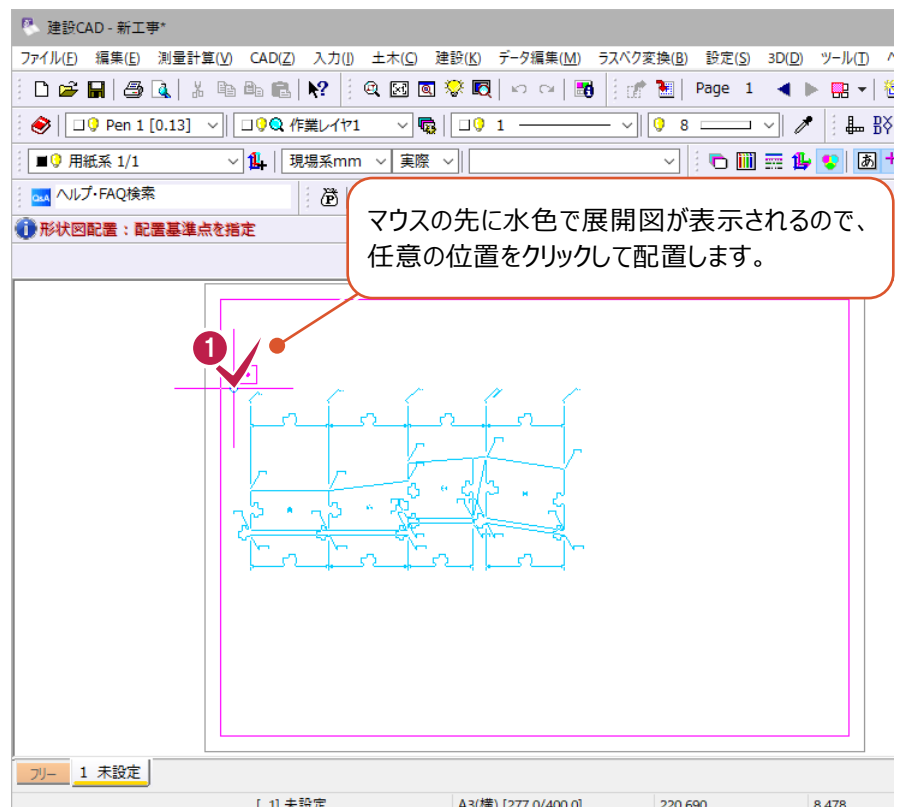 建設CAD - 新工事*
ファイル(F) 編集(E) 測量計算(V) CAD(Z) 入力(I) 土木(C) 建設(K) データ編集(M) ラスベク変換(B) 設定(S) 3D(D) ツール(T)
Page 1
Pen 1 [0.13] 作業レイヤ1 1 8
用紙系 1/1 現場系mm 実際 あ
Q&A ヘルプ・FAQ検索
形状図配置：配置基準点を指定
マウスの先に水色で展開図が表示されるので、
任意の位置をクリックして配置します。
1
フリー 1 未設定
[ 1] 未設定 A3(横) [277.0/400.0] 220.690 8.478